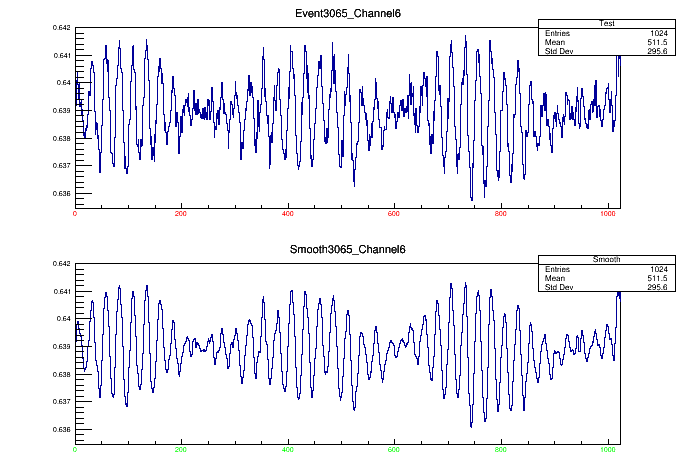 Event3065_Channel6
Test
Entries 1024
Mean 511.5
Std Dev 295.6
0.642
0.641
0.64
0.639
0.638
0.637
0.636
0 200 400 600 800 1000
Smooth3065_Channel6
Smooth
Entries 1024
Mean 511.5
Std Dev 295.6
0.642
0.641
0.64
0.639
0.638
0.637
0.636
0 200 400 600 800 1000